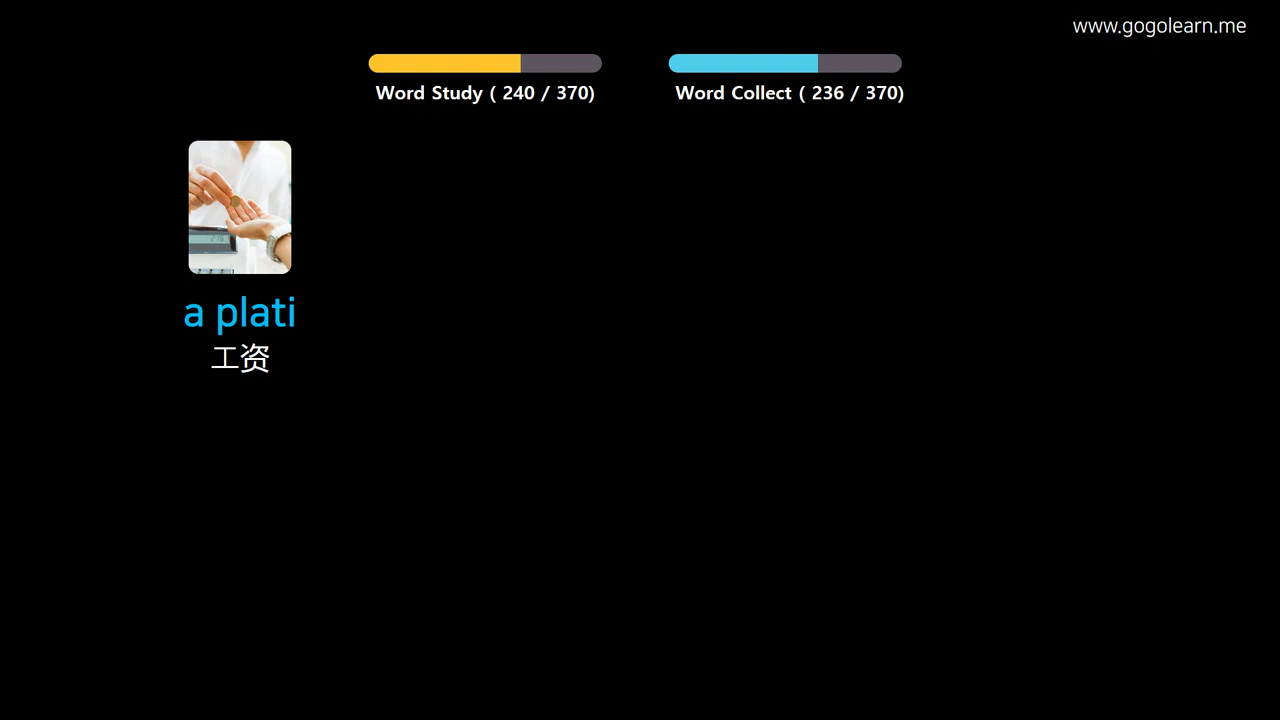 www.gogolearn.me
Word Study ( 240 / 370)
Word Collect ( 236 / 370)
a plati
工资